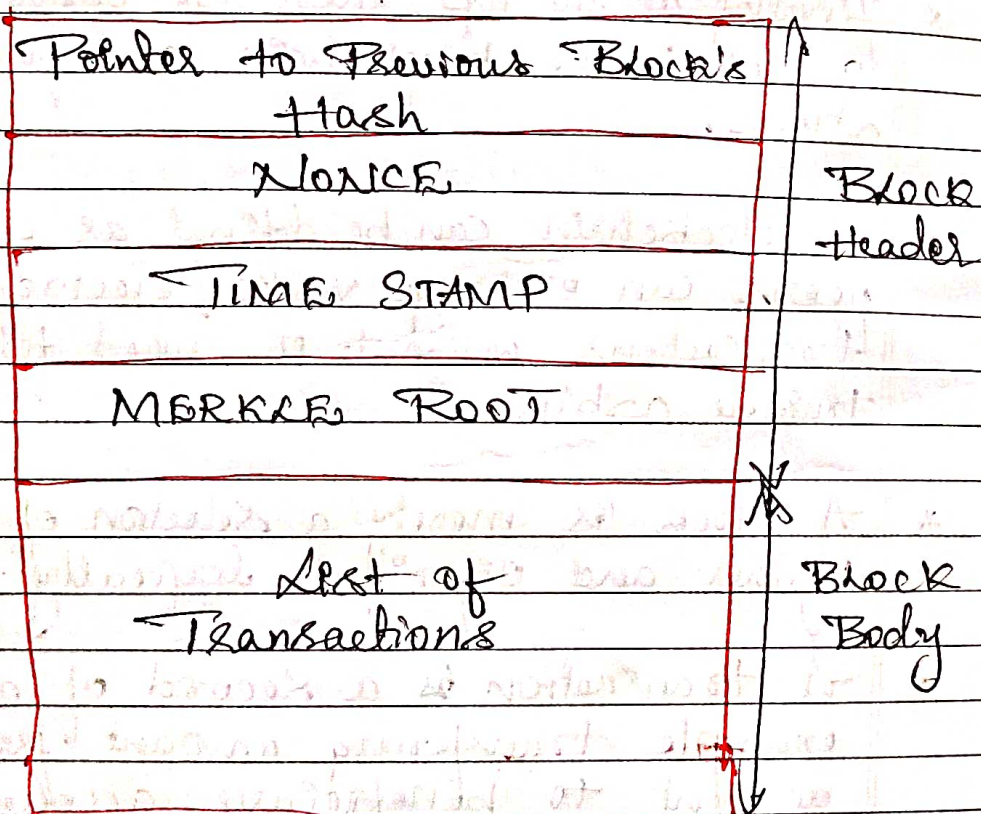 Pointer to Previous Block's
Hash
NONCE
Block
Header
TIME STAMP
MERKLE ROOT
List of
Transactions
Block
Body